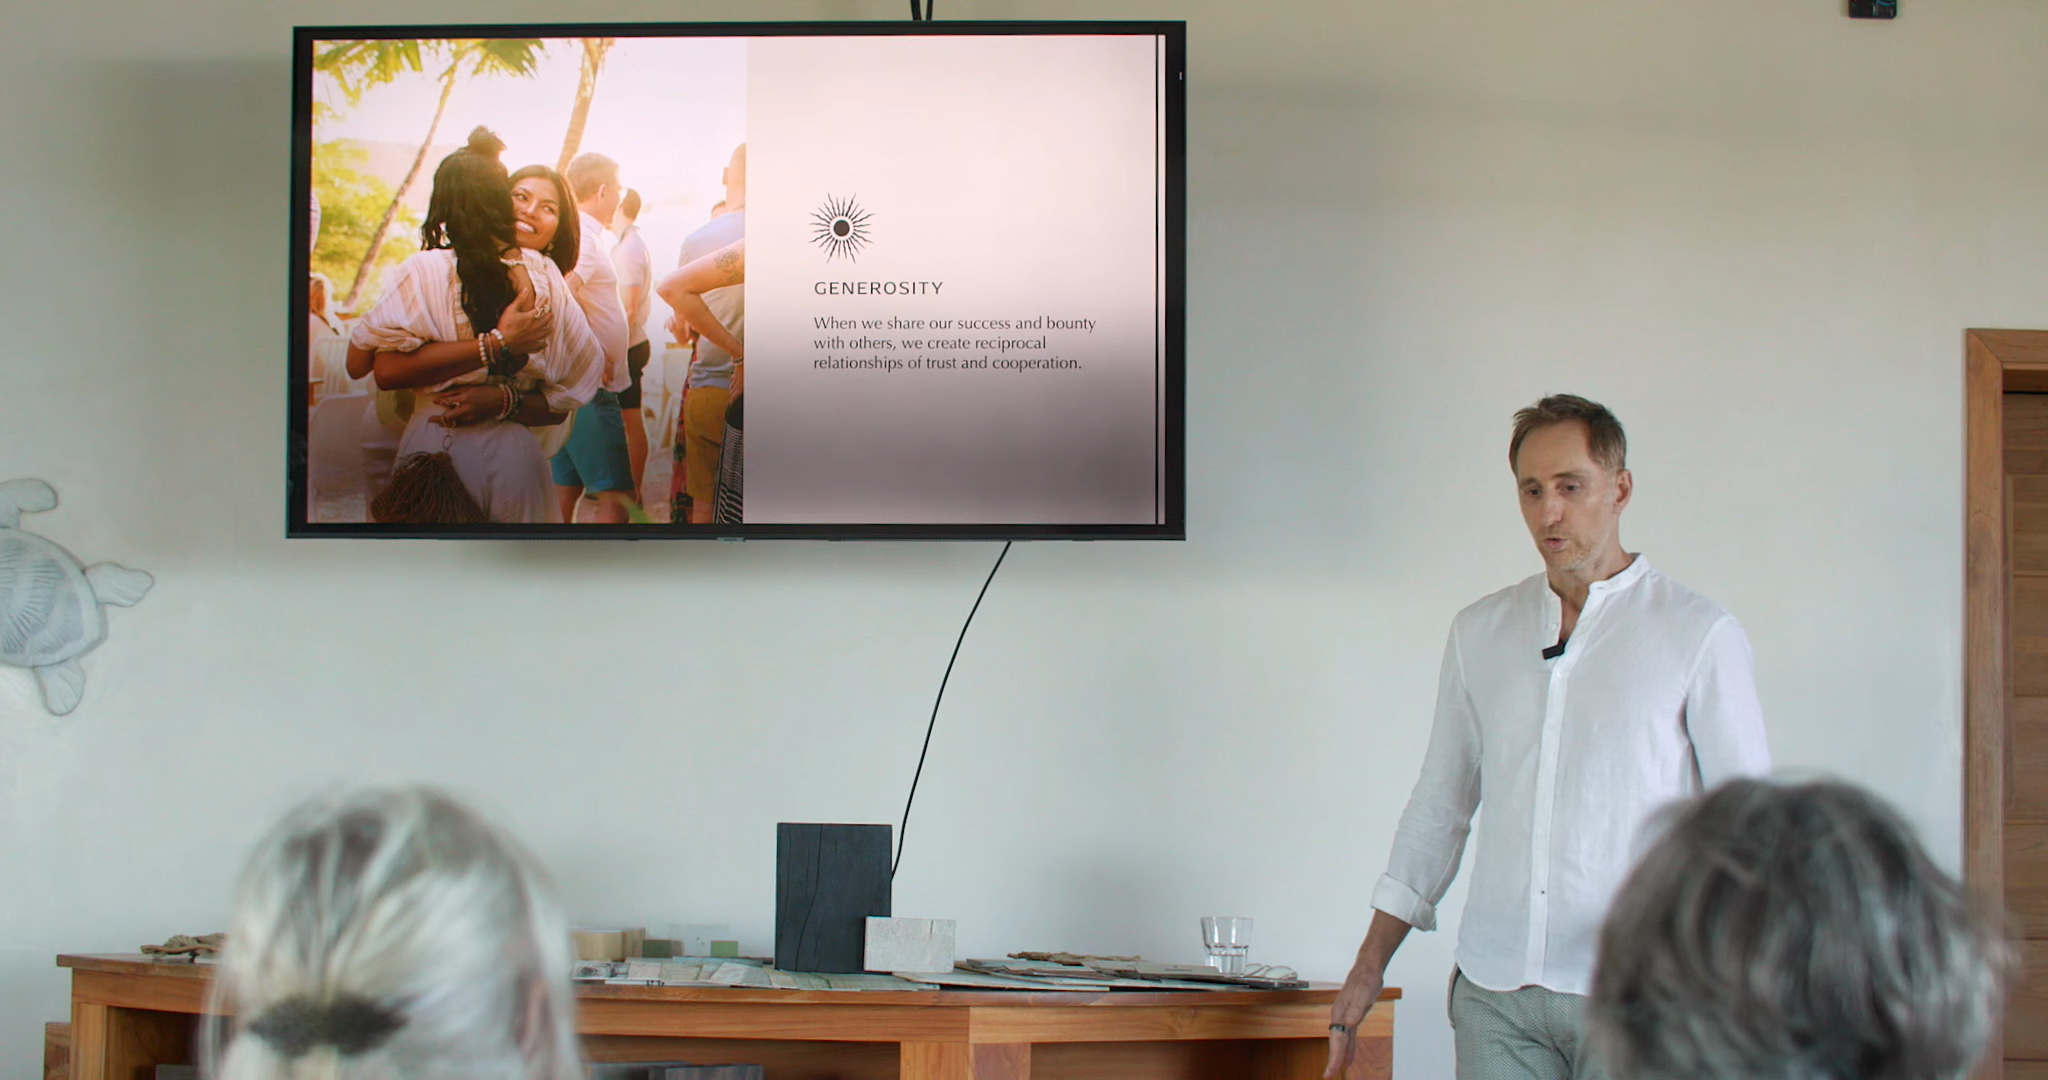 GENEROSITY
When we share our success and bounty
with others, we create reciprocal
relationships of trust and cooperation.